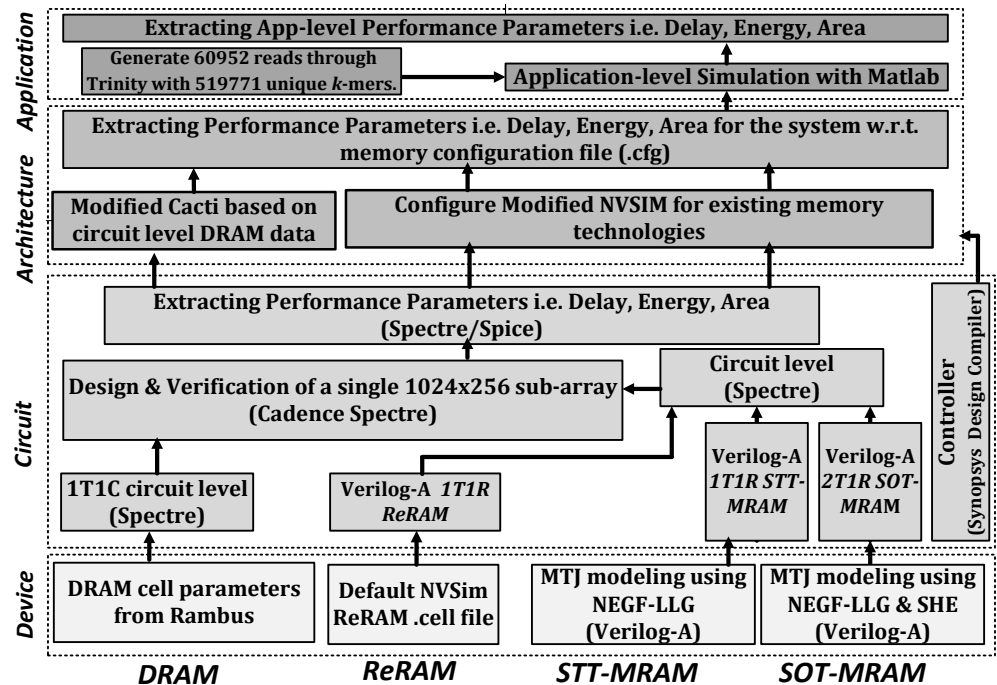 Application
Extracting App-level Performance Parameters i.e. Delay, Energy, Area
Generate 60952 reads through
Trinity with 519771 unique k-mers.
Application-level Simulation with Matlab
Architecture
Extracting Performance Parameters i.e. Delay, Energy, Area for the system w.r.t.
memory configuration file (.cfg)
Modified Cacti based on
circuit level DRAM data
Configure Modified NVSIM for existing memory
technologies
Circuit
Extracting Performance Parameters i.e. Delay, Energy, Area
(Spectre/Spice)
Design & Verification of a single 1024x256 sub-array
(Cadence Spectre)
Circuit level
(Spectre)
1T1C circuit level
(Spectre)
Verilog-A 1T1R
ReRAM
Verilog-A
1T1R STT-
MRAM
Verilog-A
2T1R SOT-
MRAM
Controller
(Synopsys Design Compiler)
Device
DRAM cell parameters
from Rambus
Default NVSim
ReRAM .cell file
MTJ modeling using
NEGF-LLG
(Verilog-A)
MTJ modeling using
NEGF-LLG & SHE
(Verilog-A)
DRAM
ReRAM
STT-MRAM
SOT-MRAM